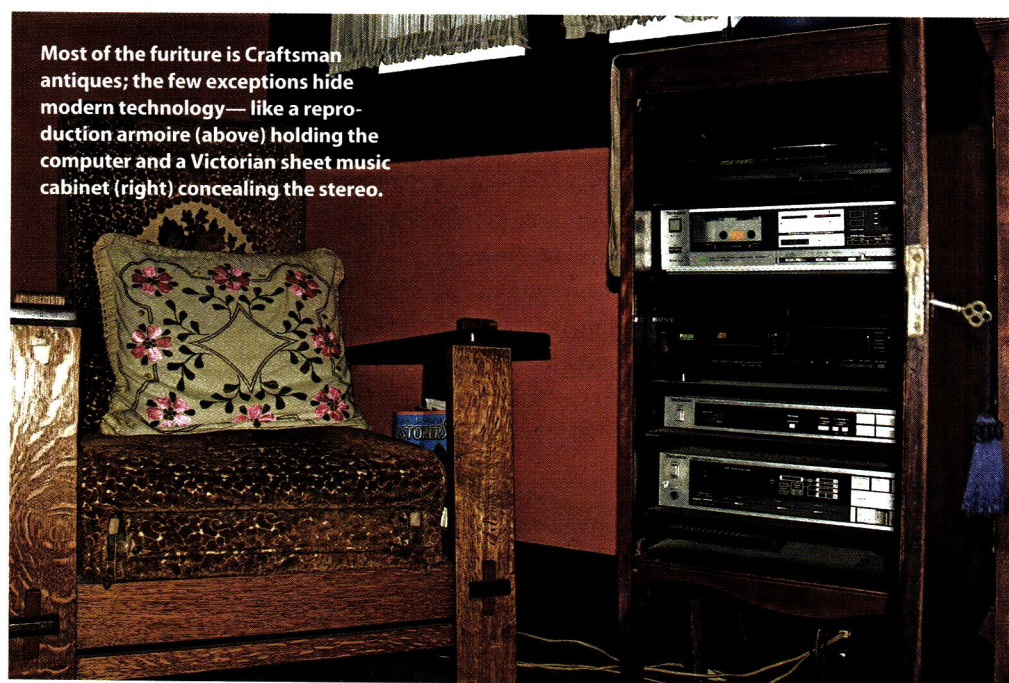 Most of the furiture is Craftsman
antiques; the few exceptions hide
modern technology— like a repro-
duction armoire (above) holding the
computer and a Victorian sheet music
cabinet (right) concealing the stereo.